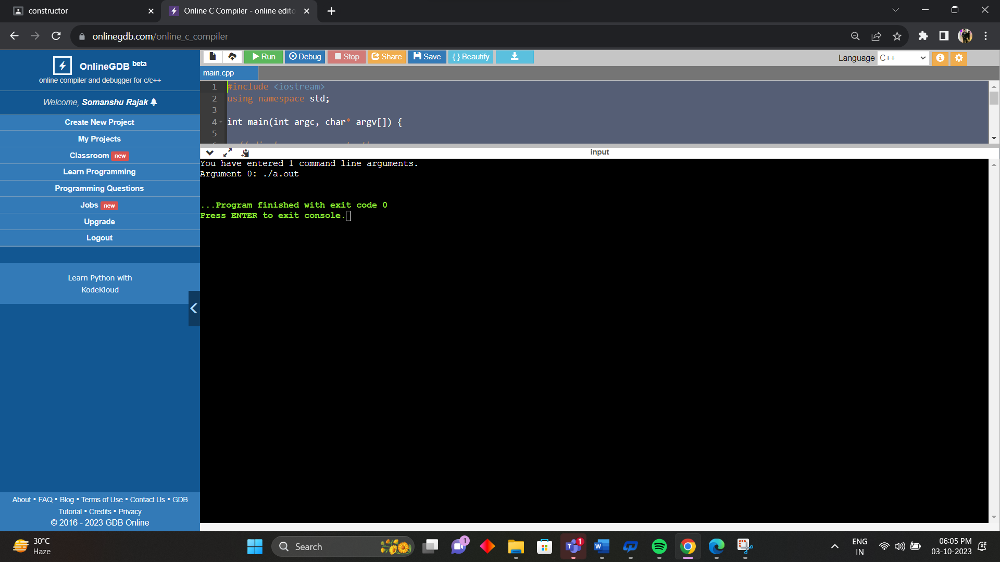 constructor
Online C Compiler - online edito
onlinegdb.com/online_c_compiler
OnlineGDB beta
online compiler and debugger for c/c++
Welcome, Somanshu Rajak
Create New Project
My Projects
Classroom new
Learn Programming
Programming Questions
Jobs new
Upgrade
Logout
Learn Python with
KodeKloud
About • FAQ • Blog • Terms of Use • Contact Us • GDB
Tutorial • Credits • Privacy
© 2016 - 2023 GDB Online
Run Debug Stop Share Save { } Beautify
Language C++
main.cpp
1 #include <iostream>
2 using namespace std;
3
4 int main(int argc, char* argv[]) {
5
input
You have entered 1 command line arguments.
Argument 0: ./a.out
...Program finished with exit code 0
Press ENTER to exit console.
30°C
Haze
Search
1
1
ENG
IN
06:05 PM
03-10-2023